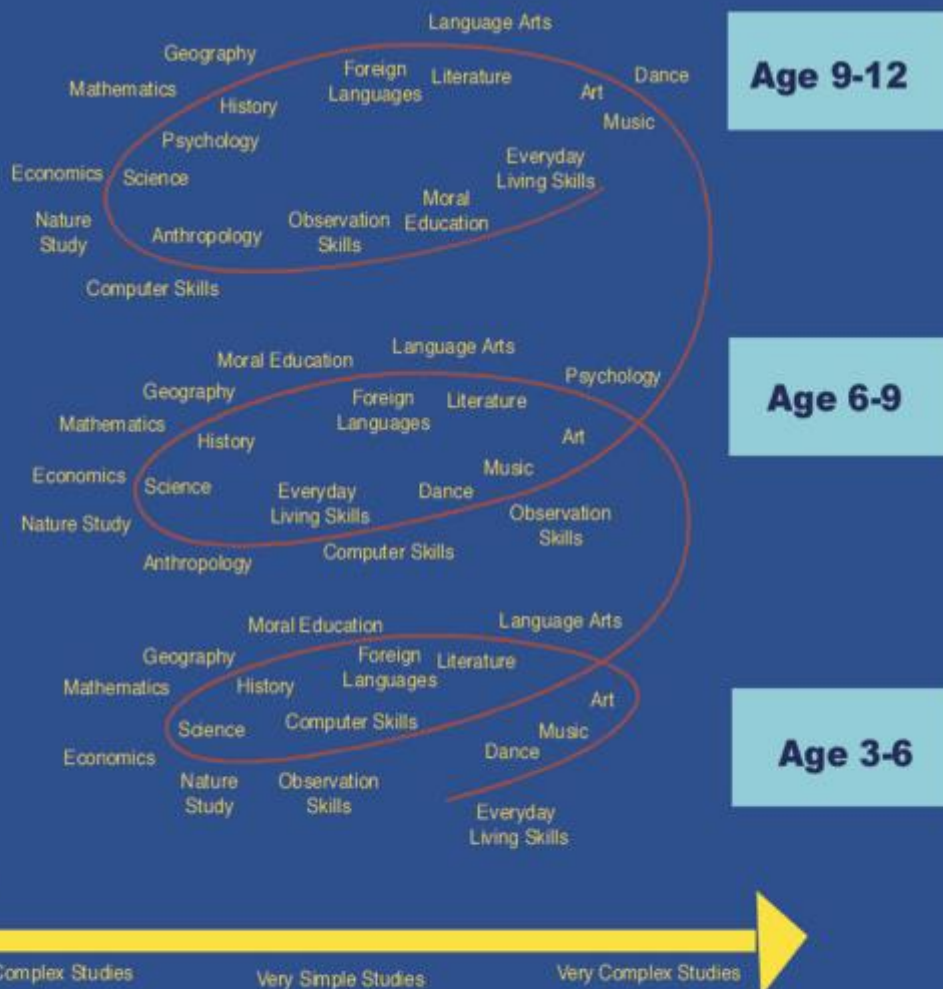 Language Arts
Geography
Foreign
Languages
Literature
Dance
Age 9-12
Mathematics
History
Art
Music
Psychology
Economics
Science
Everyday
Living Skills
Nature
Study
Anthropology
Observation
Skills
Moral
Education
Computer Skills
Moral Education
Language Arts
Psychology
Age 6-9
Geography
Foreign
Languages
Literature
Mathematics
History
Art
Economics
Science
Music
Everyday
Living Skills
Dance
Nature Study
Observation
Skills
Anthropology
Computer Skills
Moral Education
Language Arts
Geography
Foreign
Languages
Literature
Mathematics
History
Art
Science
Computer Skills
Music
Dance
Age 3-6
Economics
Nature
Study
Observation
Skills
Everyday
Living Skills
Complex Studies
Very Simple Studies
Very Complex Studies